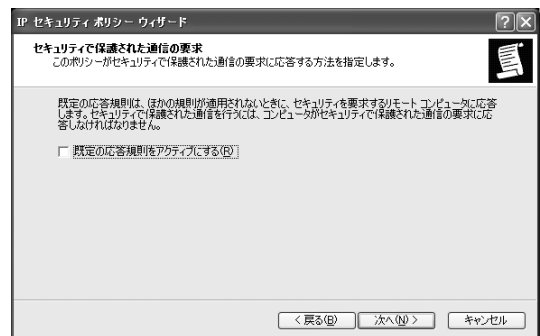 IP セキュリティ ポリシー ウィザード
セキュリティで保護された通信の要求
このポリシーがセキュリティで保護された通信の要求に応答する方法を指定します。
既定の応答規則は、ほかの規則が適用されないときに、セキュリティを要求するリモート コンピュータに応答
します。セキュリティで保護された通信を行うには、コンピュータがセキュリティで保護された通信の要求に応
答しなければなりません。
既定の応答規則をアクティブにする(R)
< 戻る(B)
次へ(N) >
キャンセル